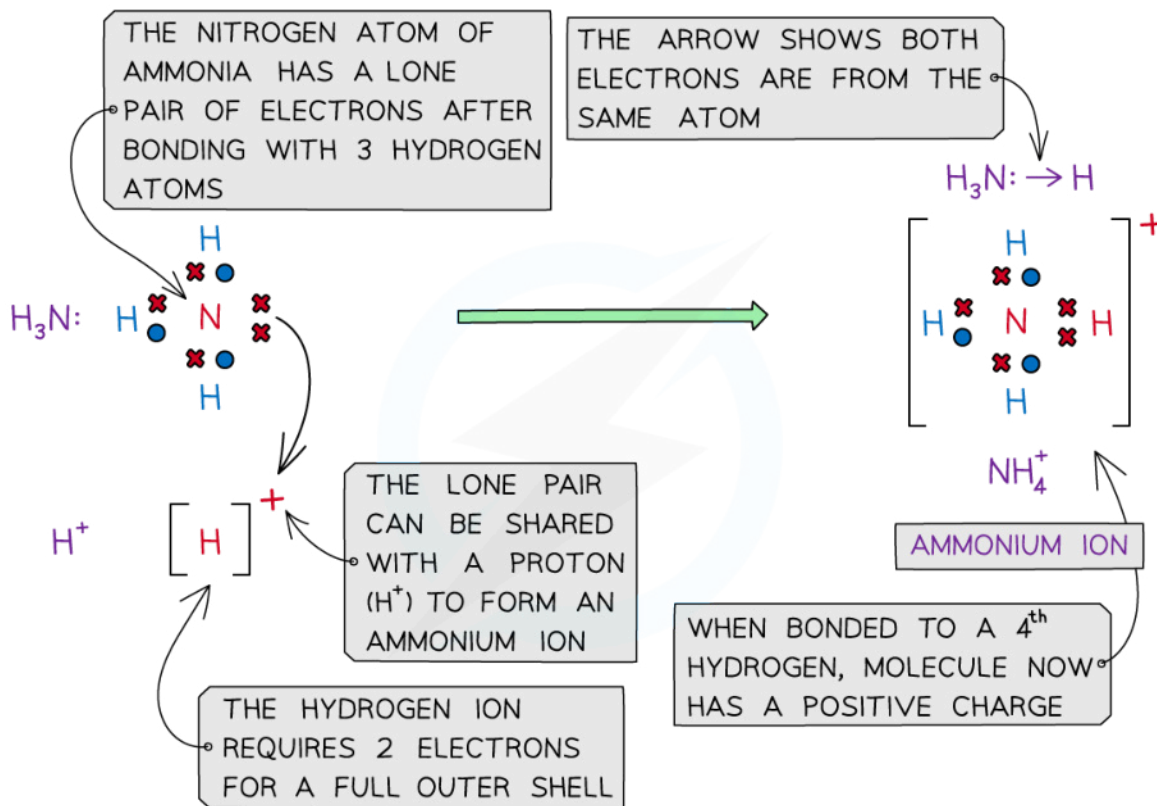 THE NITROGEN ATOM OF
AMMONIA HAS A LONE
PAIR OF ELECTRONS AFTER
BONDING WITH 3 HYDROGEN
ATOMS
THE ARROW SHOWS BOTH
ELECTRONS ARE FROM THE
SAME ATOM
H₃N: → H
H₃N:
H
H N
H
[H]⁺
H⁺
H
H N H
H
+
NH₄⁺
AMMONIUM ION
THE LONE PAIR
CAN BE SHARED
WITH A PROTON
(H⁺) TO FORM AN
AMMONIUM ION
THE HYDROGEN ION
REQUIRES 2 ELECTRONS
FOR A FULL OUTER SHELL
WHEN BONDED TO A 4ᵗʰ
HYDROGEN, MOLECULE NOW
HAS A POSITIVE CHARGE